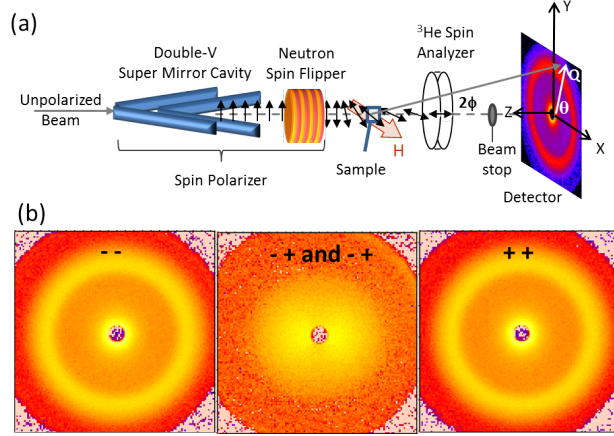 (a)
Double-V
Super Mirror Cavity
Neutron
Spin Flipper
³He Spin
Analyzer
Y
Unpolarized
Beam
Q
2ϕ
Z
θ
X
H
Spin Polarizer
Sample
Beam
stop
Detector
(b)
- -
- + and - +
+ +